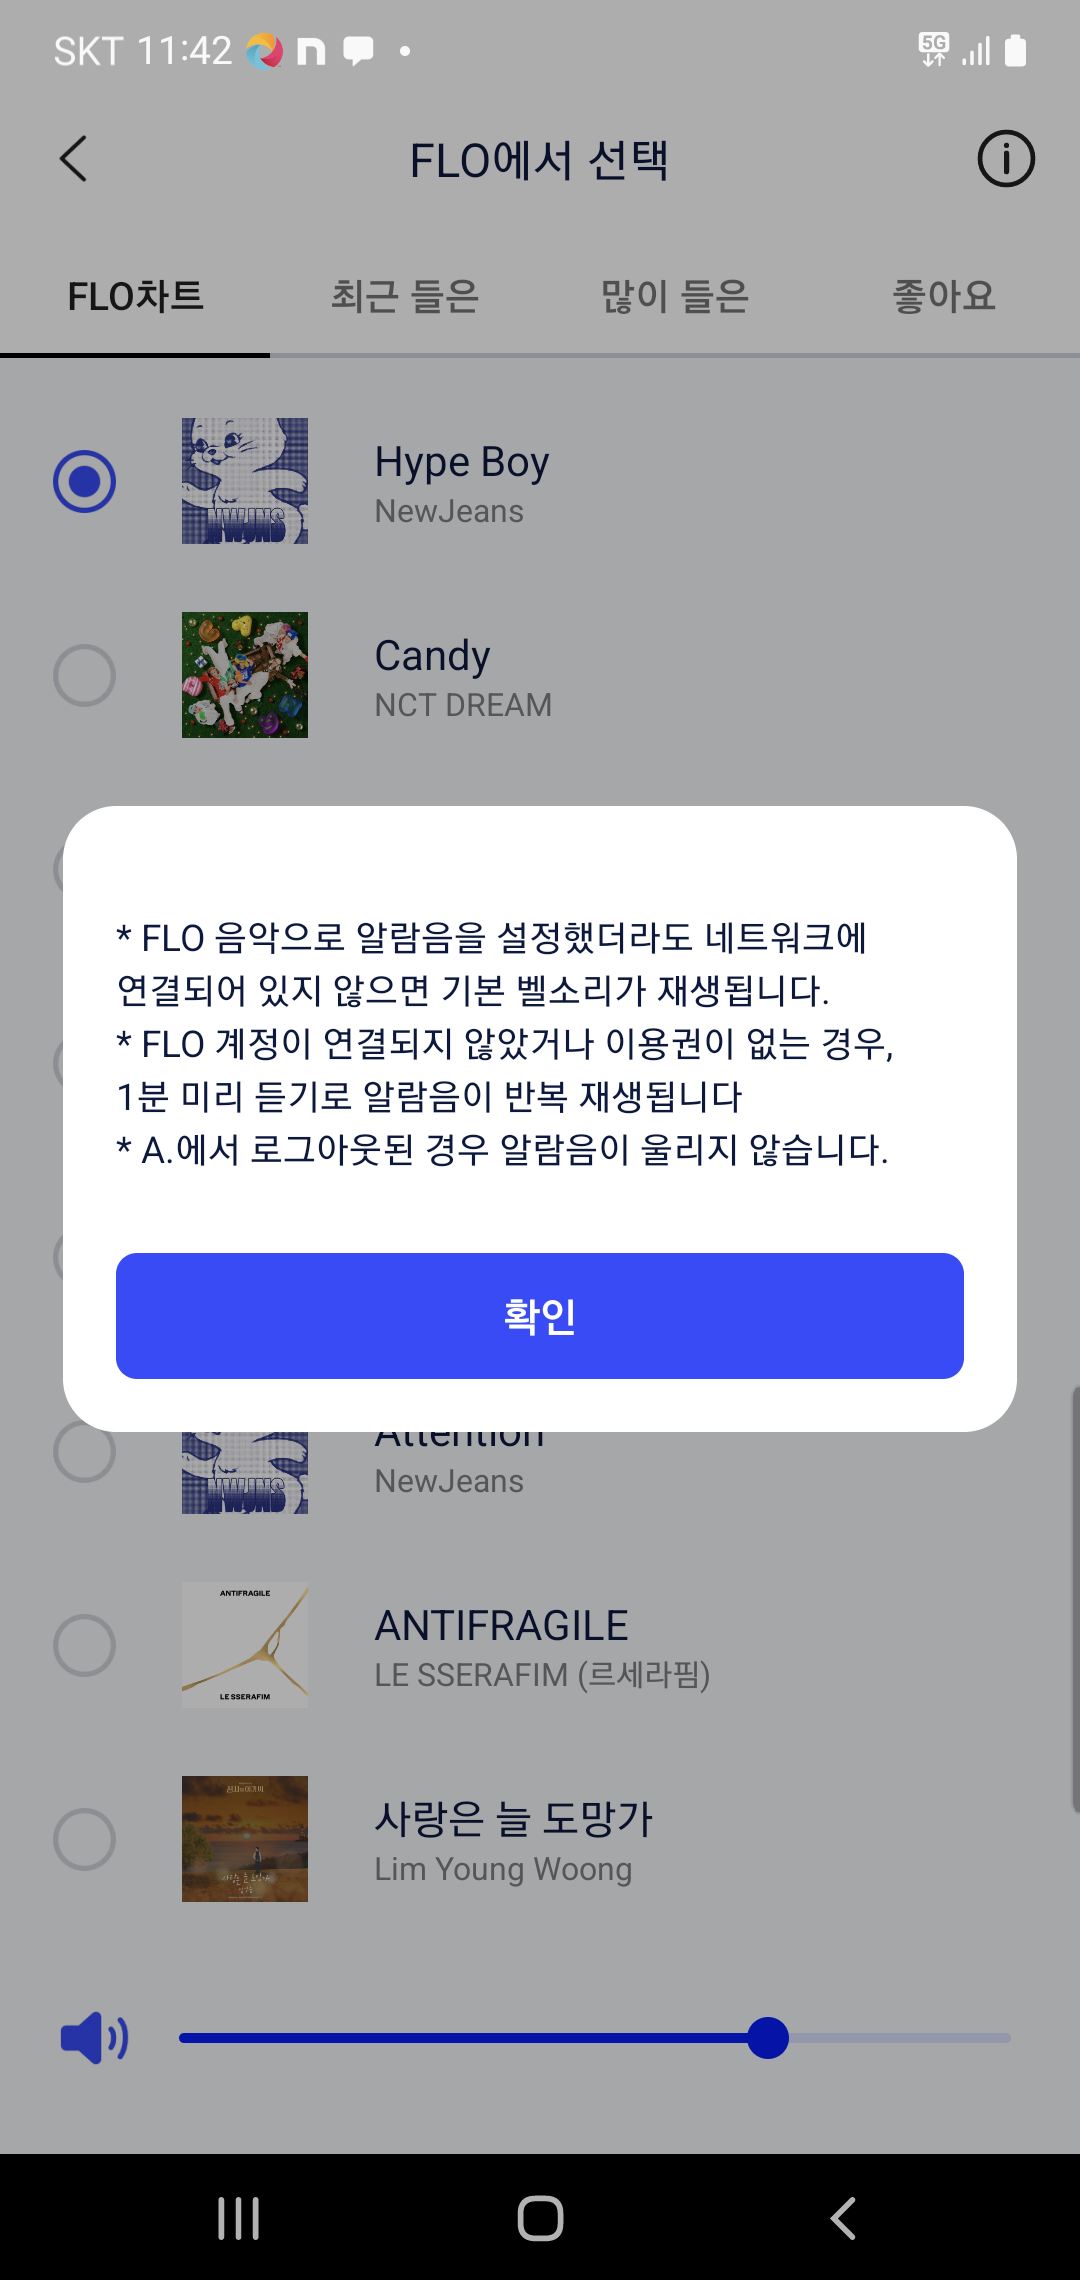 SKT 11:42
5G
FLO에서 선택
FLO차트 최근 들은 많이 들은 좋아요
NWJNS
Hype Boy
NewJeans
Candy
NCT DREAM
* FLO 음악으로 알람음을 설정했더라도 네트워크에
연결되어 있지 않으면 기본 벨소리가 재생됩니다.
* FLO 계정이 연결되지 않았거나 이용권이 없는 경우,
1분 미리 듣기로 알람음이 반복 재생됩니다
* A.에서 로그아웃된 경우 알람음이 울리지 않습니다.
확인
Attention
NWJNS
NewJeans
ANTIFRAGILE
LE SSERAFIM
ANTIFRAGILE
LE SSERAFIM (르세라핌)
사랑은 늘 도망가
Lim Young Woong